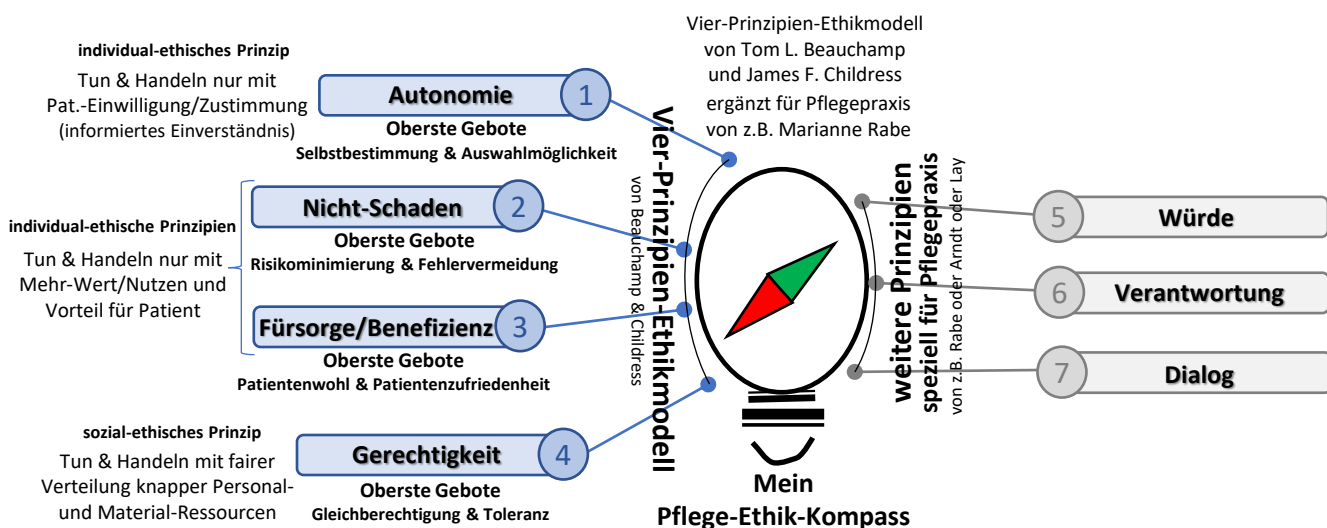 individual-ethisches Prinzip
Tun & Handeln nur mit
Pat.-Einwilligung/Zustimmung
(informiertes Einverständnis)
Autonomie
1
Oberste Gebote
Selbstbestimmung & Auswahlmöglichkeit
individual-ethische Prinzipien
Tun & Handeln nur mit
Mehr-Wert/Nutzen und
Vorteil für Patient
Nicht-Schaden
2
Oberste Gebote
Risikominimierung & Fehlervermeidung
Fürsorge/Benefizienz
3
Oberste Gebote
Patientenwohl & Patientenzufriedenheit
sozial-ethisches Prinzip
Tun & Handeln mit fairer
Verteilung knapper Personal-
und Material-Ressourcen
Gerechtigkeit
4
Oberste Gebote
Gleichberechtigung & Toleranz
Vier-Prinzipien-Ethikmodell
von Beauchamp & Childress
Vier-Prinzipien-Ethikmodell
von Tom L. Beauchamp
und James F. Childress
ergänzt für Pflegepraxis
von z.B. Marianne Rabe
Mein
Pflege-Ethik-Kompass
weitere Prinzipien
speziell für Pflegepraxis
von z.B. Rabe oder Arndt oder Lay
5
Würde
6
Verantwortung
7
Dialog